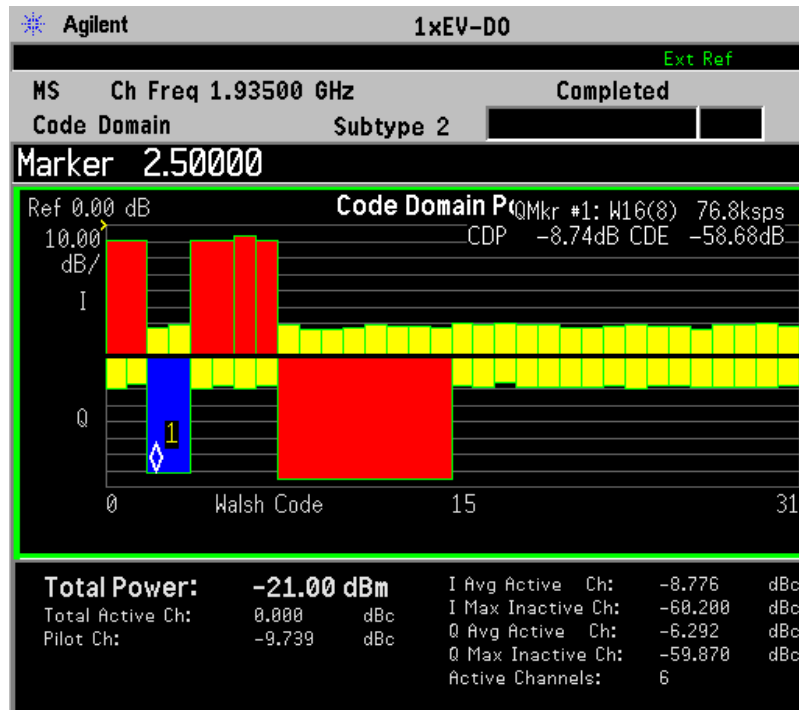 Agilent 1xEV-DO
Ext Ref
MS Ch Freq 1.93500 GHz Completed
Code Domain Subtype 2
Marker 2.50000
Ref 0.00 dB Code Domain P QMkr #1: W16(8) 76.8ksps
10.00 CDP -8.74dB CDE -58.68dB
dB/
I
1
Q
0 Walsh Code 15 31
Total Power: -21.00 dBm I Avg Active Ch: -8.776 dBc
Total Active Ch: 0.000 dBc I Max Inactive Ch: -60.200 dBc
Pilot Ch: -9.739 dBc Q Avg Active Ch: -6.292 dBc
Q Max Inactive Ch: -59.870 dBc
Active Channels: 6